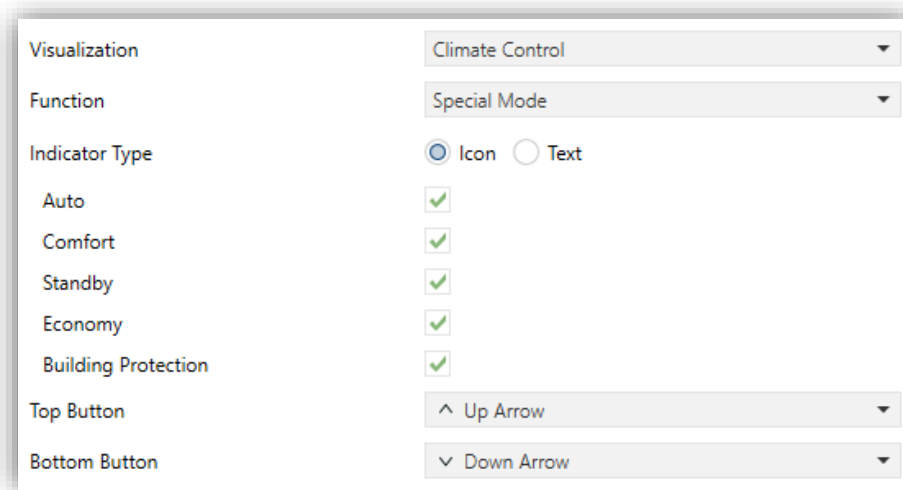 Visualization Climate Control
Function Special Mode
Indicator Type Icon Text
Auto
Comfort
Standby
Economy
Building Protection
Top Button Up Arrow
Bottom Button Down Arrow